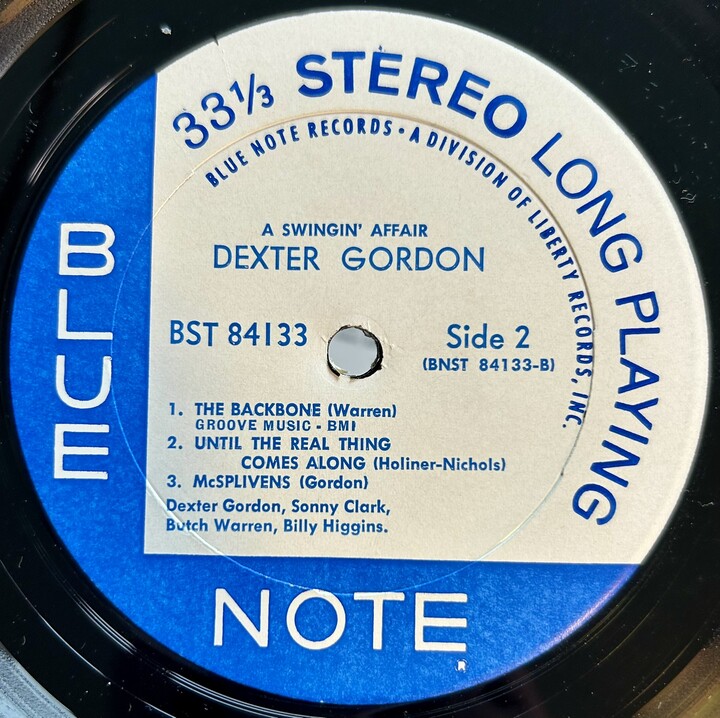 33⅓ STEREO LONG PLAYING
BLUE NOTE RECORDS • A DIVISION OF LIBERTY RECORDS, INC.
A SWINGIN' AFFAIR
DEXTER GORDON
BST 84133
Side 2
(BNST 84133-B)
1. THE BACKBONE (Warren)
GROOVE MUSIC - BMI
2. UNTIL THE REAL THING
COMES ALONG (Holiner-Nichols)
3. McSPLIVENS (Gordon)
Dexter Gordon, Sonny Clark,
Butch Warren, Billy Higgins.
BLUE
NOTE